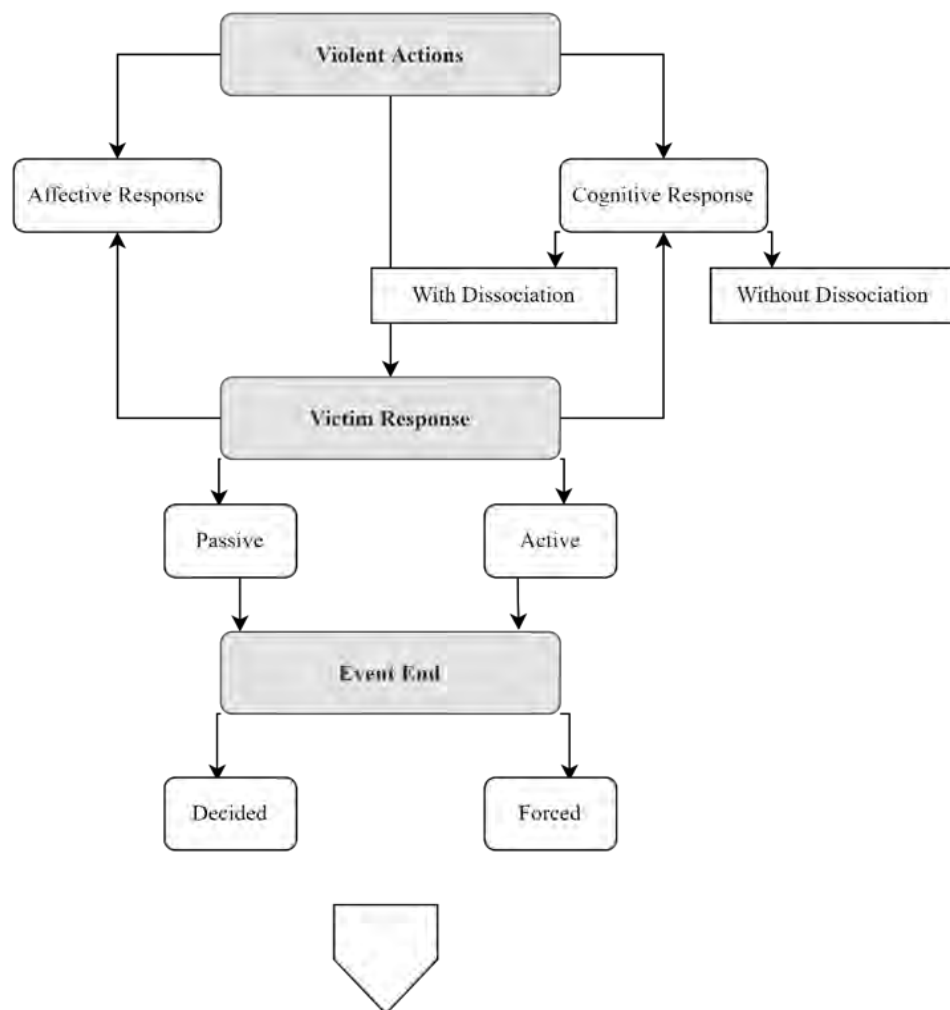 Violent Actions
Affective Response
Cognitive Response
With Dissociation
Without Dissociation
Victim Response
Passive
Active
Event End
Decided
Forced